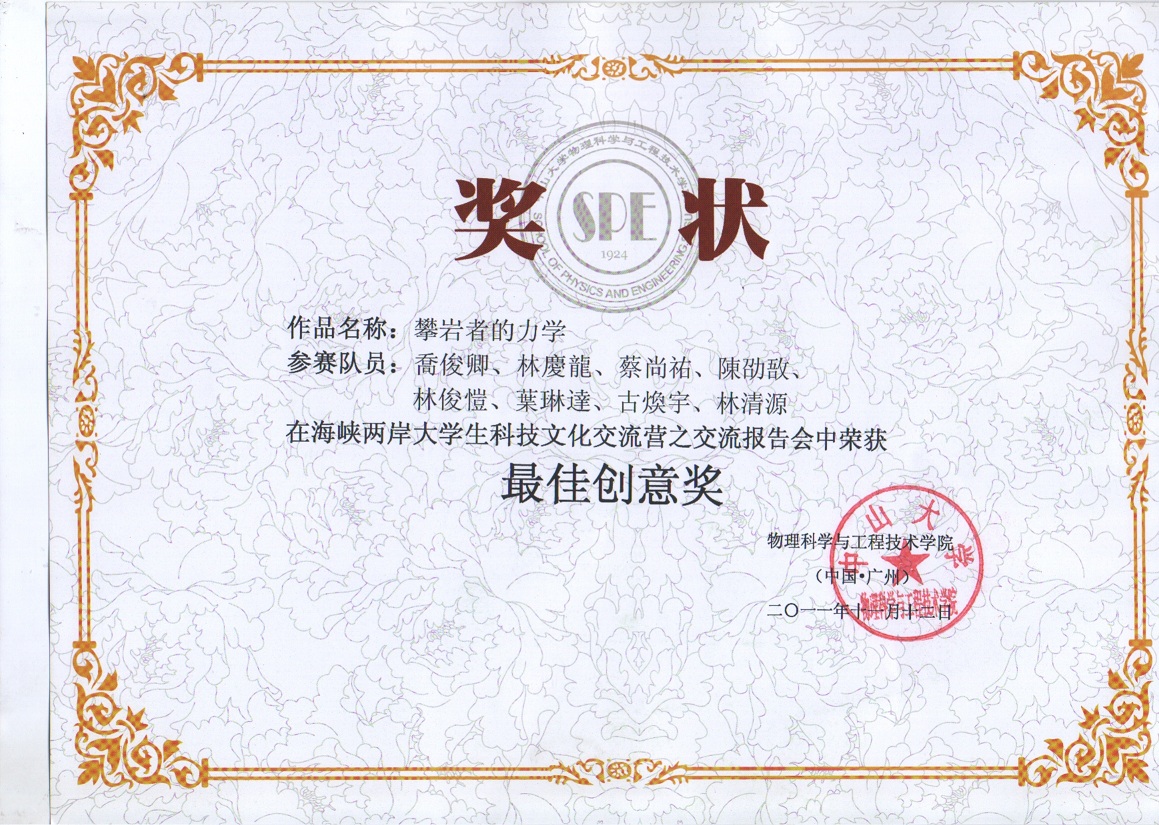 奖状
中山大学物理科学与工程技术学院
SPE
1924
SCHOOL OF PHYSICS AND ENGINEERING
作品名称：攀岩者的力学
参赛队员：喬俊卿、林慶龍、蔡尚祐、陳劭敔、
林俊愷、葉琳達、古煥宇、林清源
在海峡两岸大学生科技文化交流营之交流报告会中荣获
最佳创意奖
物理科学与工程技术学院
（中国•广州）
二〇一一年十一月十二日
中山大学
物理科学与工程技术学院